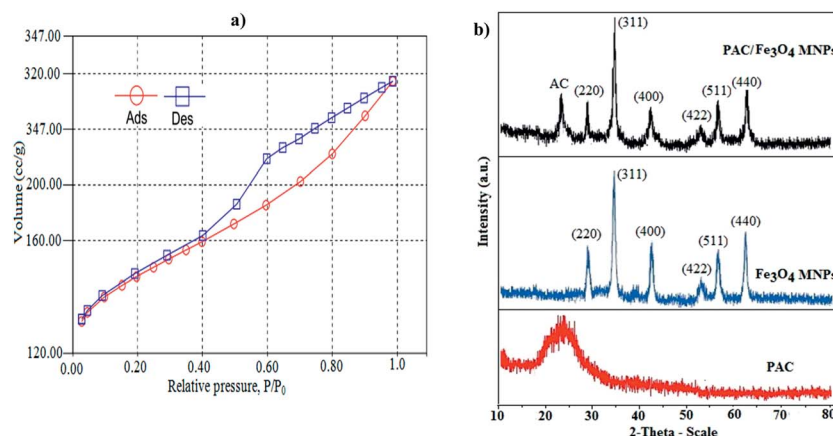 a)
347.00
320.00
347.00
200.00
160.00
120.00
Volume (cc/g)
Ads Des
0.00 0.20 0.40 0.60 0.80 1.0
Relative pressure, P/P₀
b)
PAC/Fe3O4 MNPs
AC
(220)
(311)
(400)
(422)
(511)
(440)
Fe3O4 MNPs
(220)
(311)
(400)
(422)
(511)
(440)
PAC
Intensity (a.u.)
10 20 30 40 50 60 70 80
2-Theta - Scale